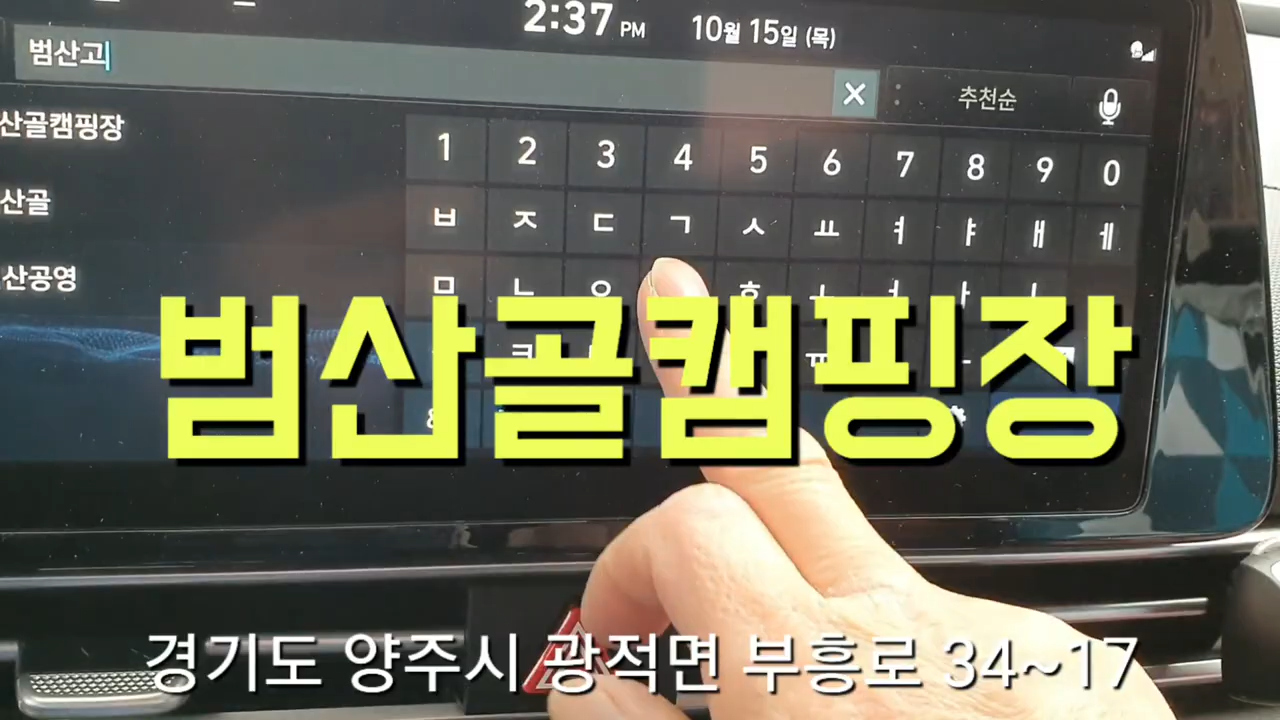 2:37 PM 10월 15일 (목)
범산고
추천순
산골캠핑장
산골
산공영
1 2 3 4 5 6 7 8 9 0
ㅂ ㅈ ㄷ ㄱ ㅅ ㅛ ㅕ ㅑ ㅐ ㅔ
범산골캠핑장
경기도 양주시 광적면 부흥로 34~17